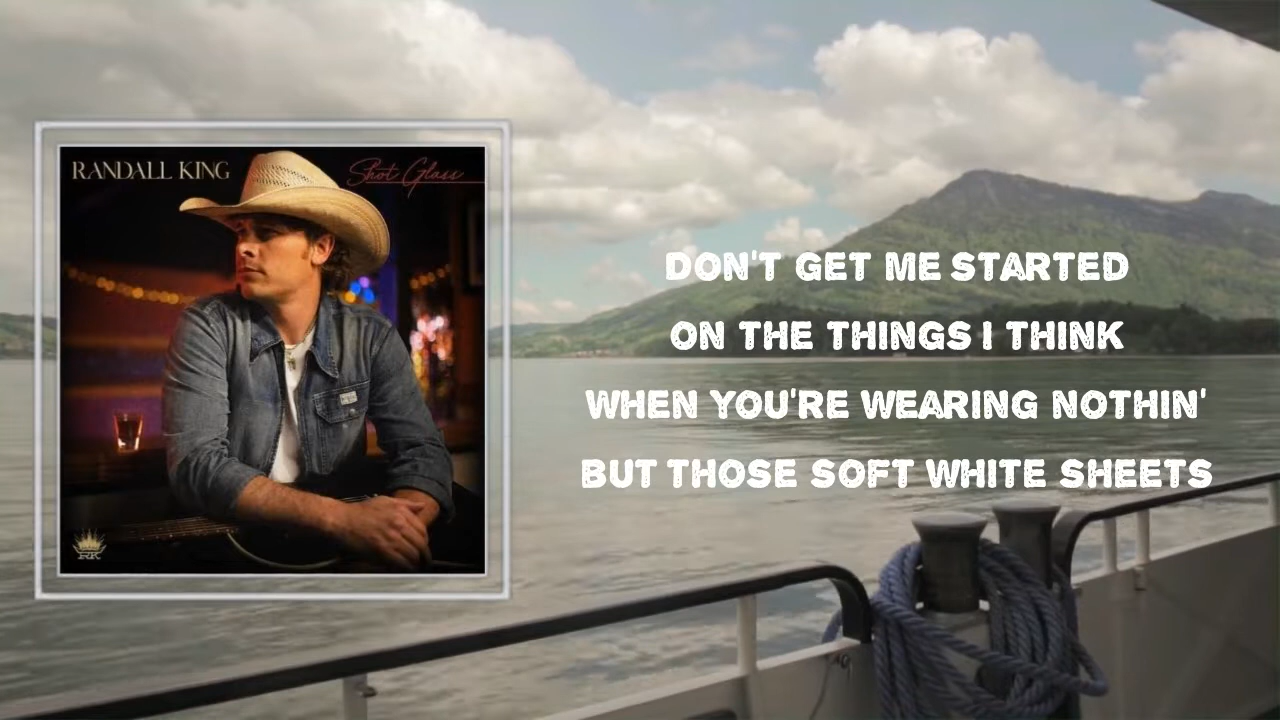 RANDALL KING
Shot Glass
RK
DON'T GET ME STARTED
ON THE THINGS I THINK
WHEN YOU'RE WEARING NOTHIN'
BUT THOSE SOFT WHITE SHEETS